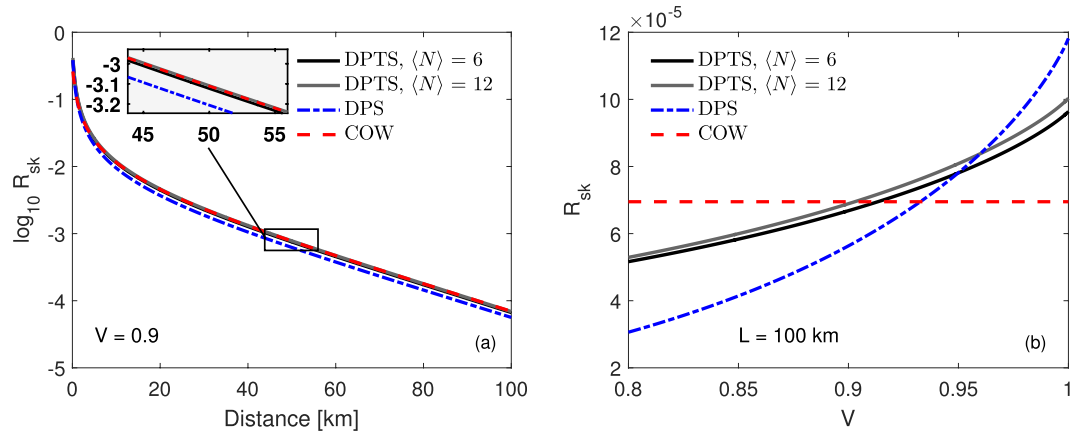 0
-1
-2
-3
-4
-5
log10 Rsk
-3
-3.1
-3.2
45 50 55
DPTS, ⟨N⟩ = 6
DPTS, ⟨N⟩ = 12
DPS
COW
V = 0.9
(a)
0 20 40 60 80 100
Distance [km]
×10-5
12
10
8
6
4
2
Rsk
DPTS, ⟨N⟩ = 6
DPTS, ⟨N⟩ = 12
DPS
COW
L = 100 km
(b)
0.8 0.85 0.9 0.95 1
V